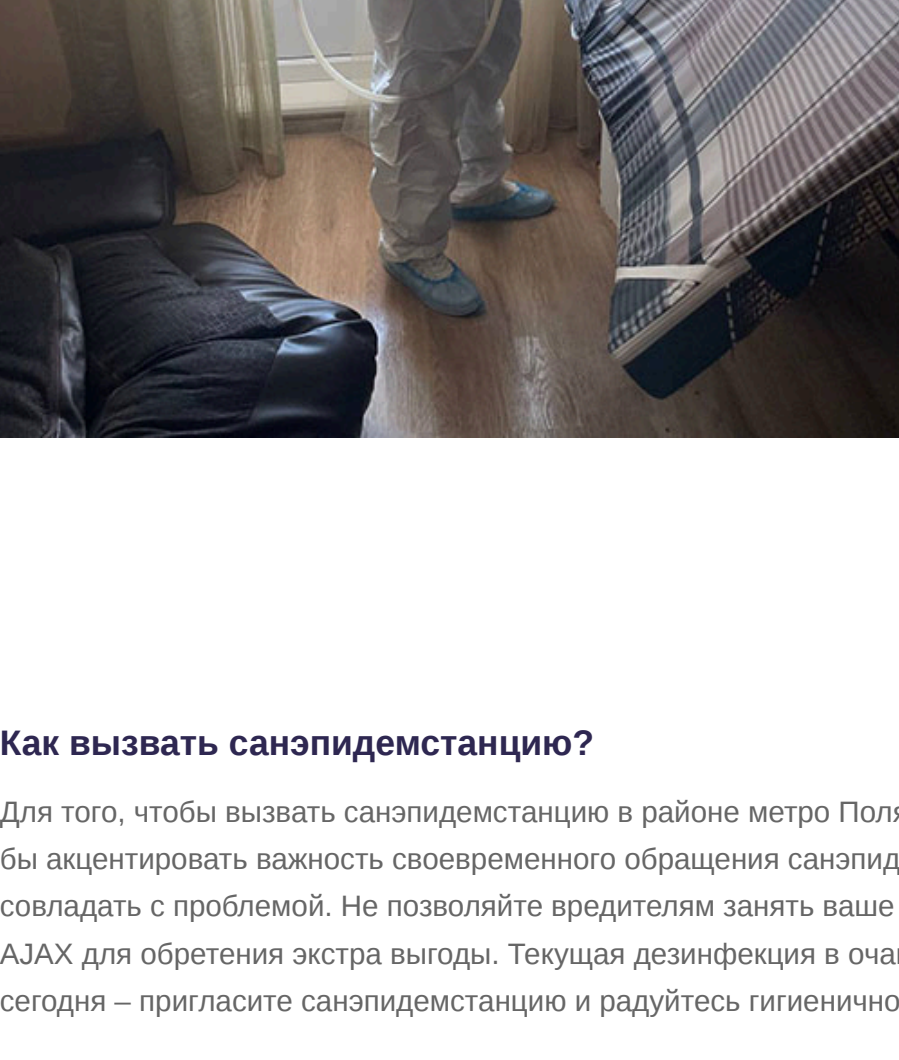 Как вызвать санэпидемстанцию?
Для того, чтобы вызвать санэпидемстанцию в районе метро
бы акцентировать важность своевременного обращения
совладать с проблемой. Не позволяйте вредителям занять ваше
AJAX для обретения экстра выгоды. Текущая дезинфекция в
сегодня – пригласите санэпидемстанцию и радуйтесь